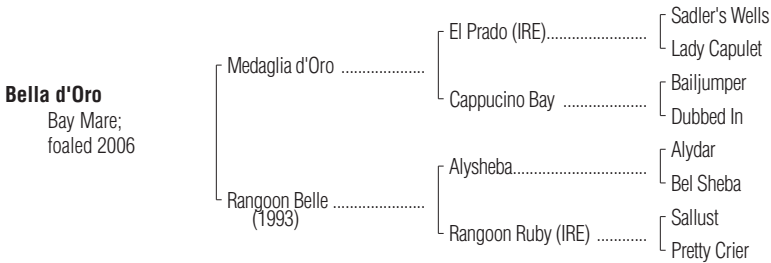 Bella d'Oro
Bay Mare;
foaled 2006
Medaglia d'Oro ....................
Rangoon Belle ......................
(1993)
El Prado (IRE)........................
Cappucino Bay ....................
Alysheba................................
Rangoon Ruby (IRE) ............
Sadler's Wells
Lady Capulet
Bailjumper
Dubbed In
Alydar
Bel Sheba
Sallust
Pretty Crier